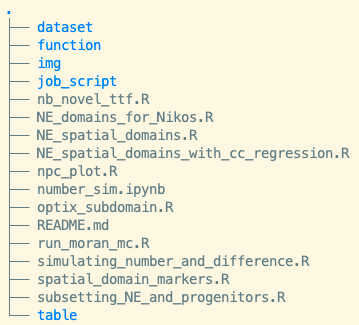 .
├── dataset
├── function
├── img
├── job_script
├── nb_novel_ttf.R
├── NE_domains_for_Nikos.R
├── NE_spatial_domains.R
├── NE_spatial_domains_with_cc_regression.R
├── npc_plot.R
├── number_sim.ipynb
├── optix_subdomain.R
├── README.md
├── run_moran_mc.R
├── simulating_number_and_difference.R
├── spatial_domain_markers.R
├── subsetting_NE_and_progenitors.R
└── table